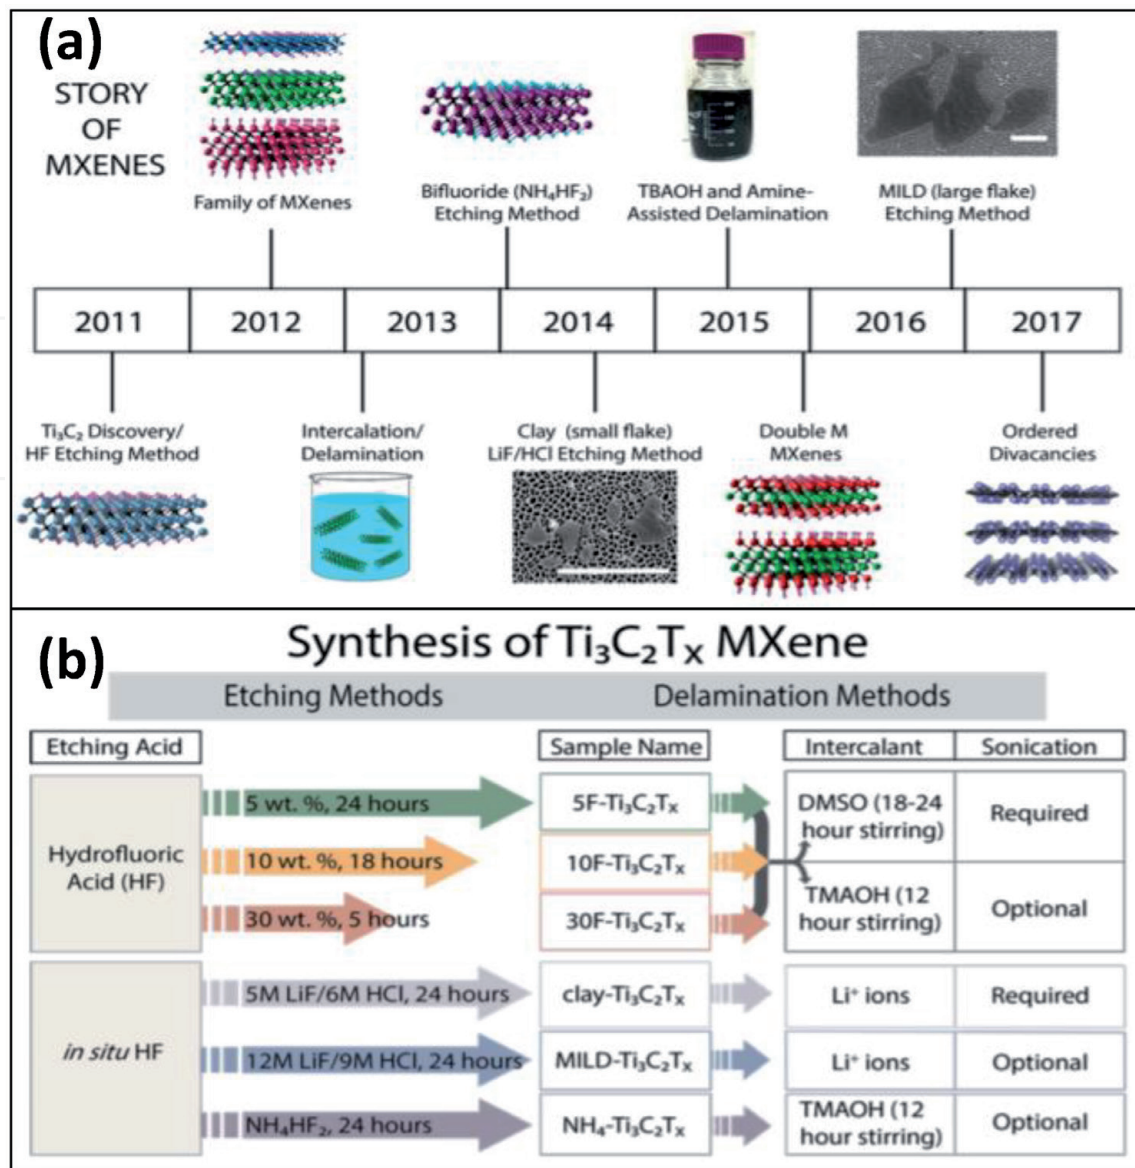 (a)
STORY
OF
MXENES
Family of MXenes
Bifluoride (NH₄HF₂)
Etching Method
TBAOH and Amine-
Assisted Delamination
MILD (large flake)
Etching Method
2011 2012 2013 2014 2015 2016 2017
Ti₃C₂ Discovery/
HF Etching Method
Intercalation/
Delamination
Clay (small flake)
LiF/HCl Etching Method
Double M
MXenes
Ordered
Divacancies
(b)
Synthesis of Ti₃C₂Tₓ MXene
Etching Methods Delamination Methods
Etching Acid Sample Name Intercalant Sonication
Hydrofluoric
Acid (HF)
5 wt. %, 24 hours
10 wt. %, 18 hours
30 wt. %, 5 hours
5F-Ti₃C₂Tₓ
10F-Ti₃C₂Tₓ
30F-Ti₃C₂Tₓ
DMSO (18-24
hour stirring)
Required
TMAOH (12
hour stirring)
Optional
in situ HF
5M LiF/6M HCl, 24 hours clay-Ti₃C₂Tₓ Li⁺ ions Required
12M LiF/9M HCl, 24 hours MILD-Ti₃C₂Tₓ Li⁺ ions Optional
NH₄HF₂, 24 hours NH₄-Ti₃C₂Tₓ
TMAOH (12
hour stirring)
Optional